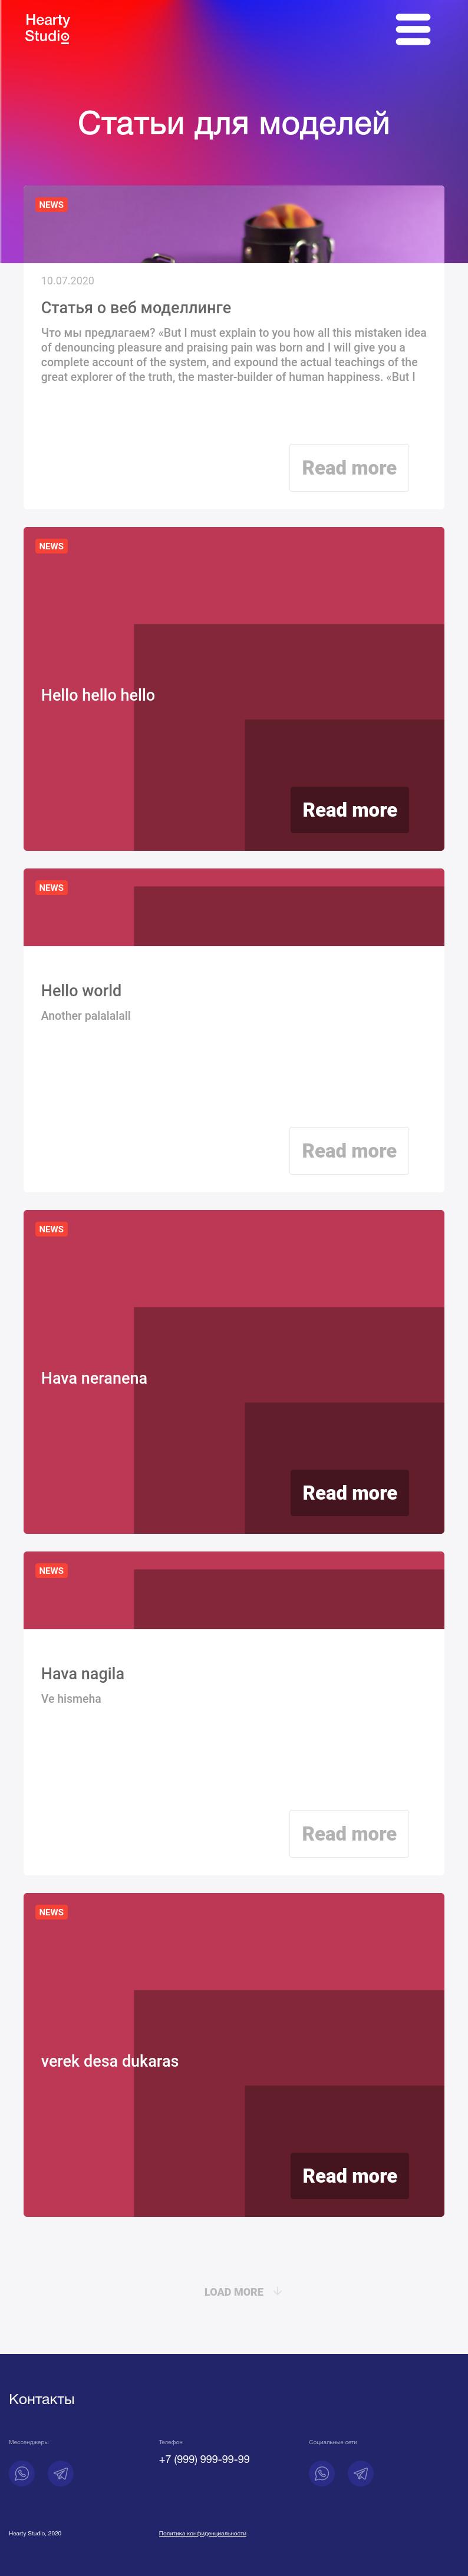 Hearty
Studio
Статьи для моделей
NEWS
10.07.2020
Статья о веб моделлинге
Что мы предлагаем? «But I must explain to you how all this mistaken idea
of denouncing pleasure and praising pain was born and I will give you a
complete account of the system, and expound the actual teachings of the
great explorer of the truth, the master-builder of human happiness. «But I
Read more
NEWS
Hello hello hello
Read more
NEWS
Hello world
Another palalalall
Read more
NEWS
Hava neranena
Read more
NEWS
Hava nagila
Ve hismeha
Read more
NEWS
verek desa dukaras
Read more
LOAD MORE
Контакты
Мессенджеры
Телефон
Социальные сети
+7 (999) 999-99-99
Hearty Studio, 2020
Политика конфиденциальности